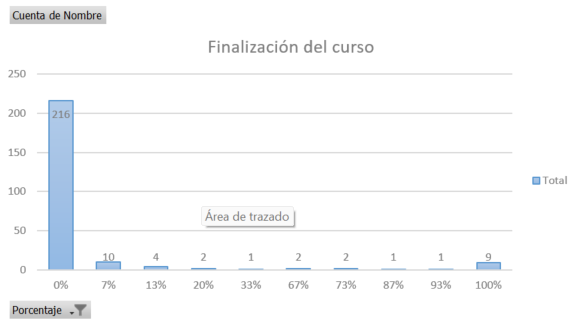 Cuenta de Nombre
Finalización del curso
250
200
150
100
50
0
216
10
4
2
1
2
2
1
1
9
Área de trazado
Total
0% 7% 13% 20% 33% 67% 73% 87% 93% 100%
Porcentaje